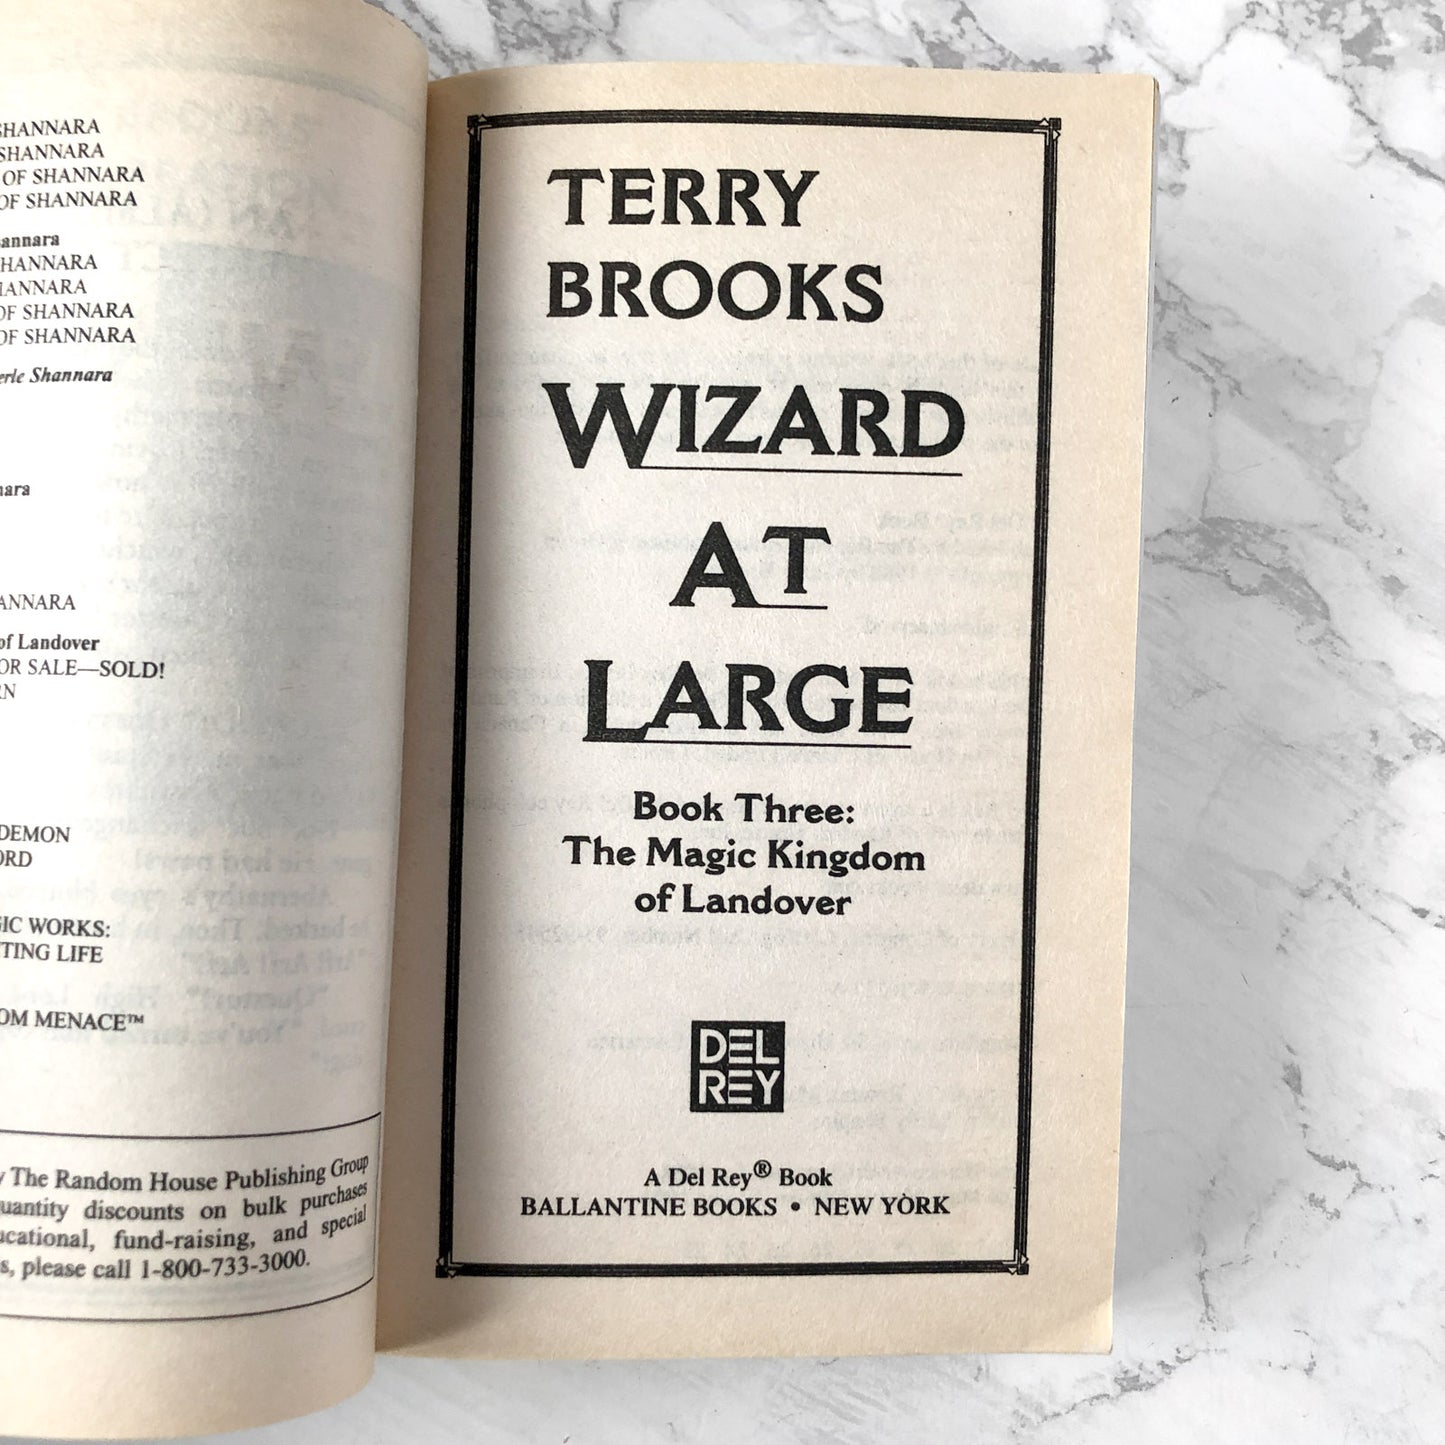 SHANNARA
SHANNARA
OF SHANNARA
OF SHANNARA
annara
HANNARA
HANNARA
OF SHANNARA
OF SHANNARA
erle Shannara
nara
ANNARA
of Landover
OR SALE—SOLD!
RN
DEMON
ORD
GIC WORKS:
TING LIFE
OM MENACE™
y The Random House Publishing Group
uantity discounts on bulk purchases
ucational, fund-raising, and special
s, please call 1-800-733-3000.
TERRY
BROOKS
WIZARD
AT
LARGE
Book Three:
The Magic Kingdom
of Landover
DEL
REY
A Del Rey® Book
BALLANTINE BOOKS • NEW YORK